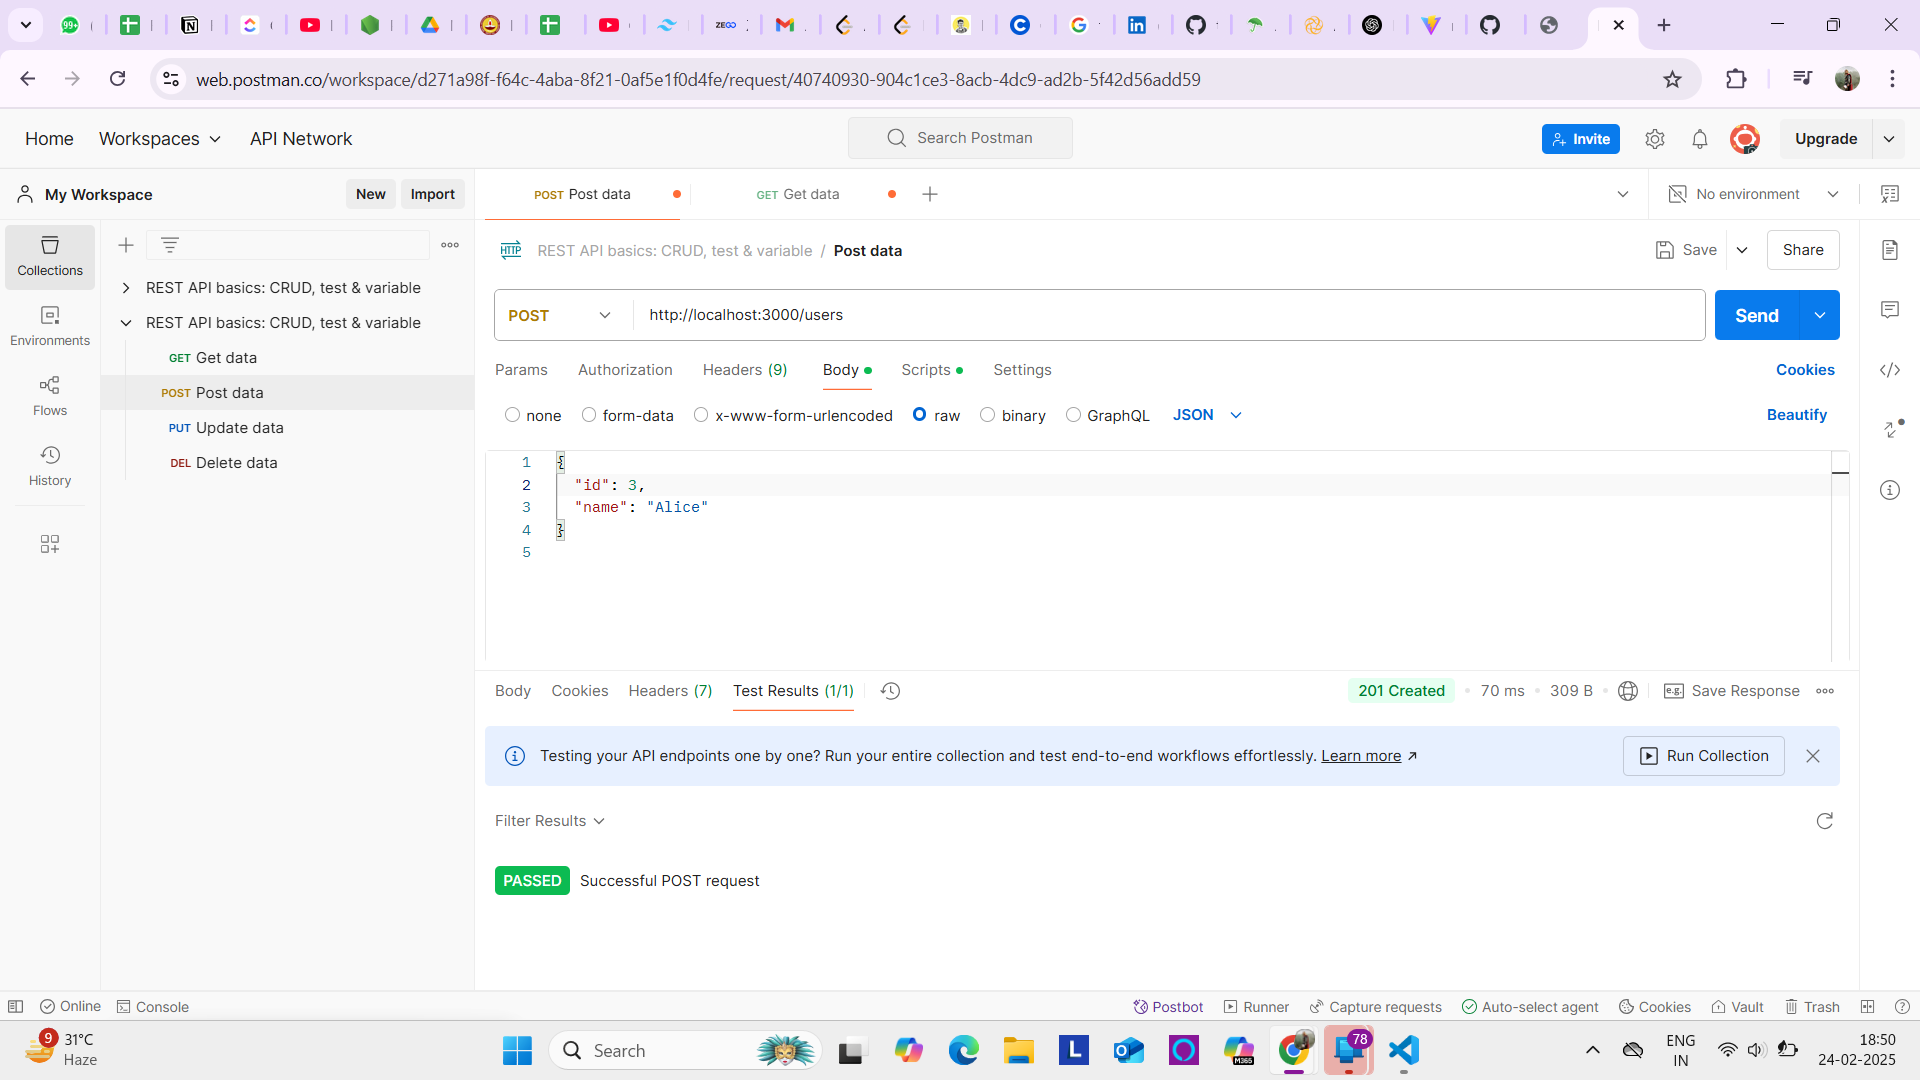 99+
ZEGO
web.postman.co/workspace/d271a98f-f64c-4aba-8f21-0af5e1f0d4fe/request/40740930-904c1ce3-8acb-4dc9-ad2b-5f42d56add59
Home Workspaces API Network Search Postman Invite Upgrade
My Workspace New Import POST Post data GET Get data No environment
Collections
Environments
Flows
History
REST API basics: CRUD, test & variable
REST API basics: CRUD, test & variable
GET Get data
POST Post data
PUT Update data
DEL Delete data
HTTP REST API basics: CRUD, test & variable / Post data Save Share
POST http://localhost:3000/users Send
Params Authorization Headers (9) Body Scripts Settings Cookies
none form-data x-www-form-urlencoded raw binary GraphQL JSON Beautify
1 {
2 "id": 3,
3 "name": "Alice"
4 }
5
Body Cookies Headers (7) Test Results (1/1) 201 Created 70 ms 309 B e.g. Save Response
Testing your API endpoints one by one? Run your entire collection and test end-to-end workflows effortlessly. Learn more Run Collection
Filter Results
PASSED Successful POST request
Online Console Postbot Runner Capture requests Auto-select agent Cookies Vault Trash
9 31°C
Haze
Search
L
M365
78
ENG
IN
18:50
24-02-2025